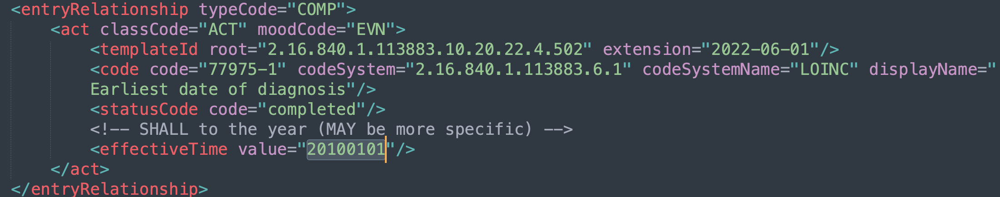 <entryRelationship typeCode="COMP">
<act classCode="ACT" moodCode="EVN">
<templateId root="2.16.840.1.113883.10.20.22.4.502" extension="2022-06-01"/>
<code code="77975-1" codeSystem="2.16.840.1.113883.6.1" codeSystemName="LOINC" displayName="
Earliest date of diagnosis"/>
<statusCode code="completed"/>
<!-- SHALL to the year (MAY be more specific) -->
<effectiveTime value="20100101"/>
</act>
</entryRelationship>